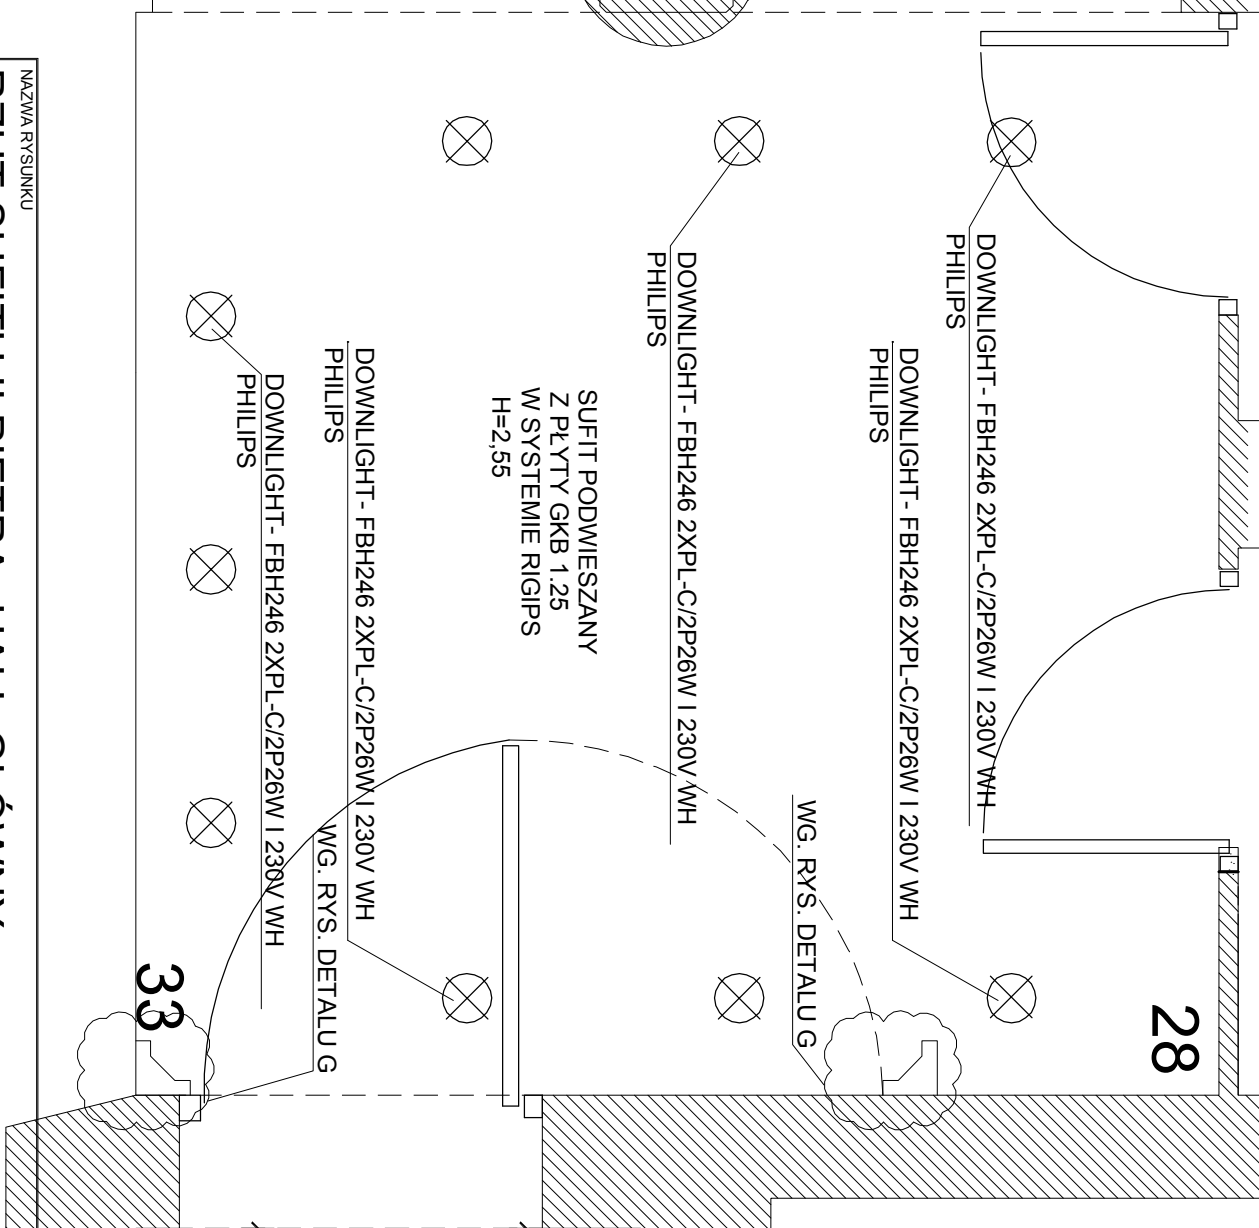 28
DOWNLIGHT- FBH246 2XPL-C/2P26W I 230V WH
PHILIPS
DOWNLIGHT- FBH246 2XPL-C/2P26W I 230V WH
PHILIPS
WG. RYS. DETALU G
DOWNLIGHT- FBH246 2XPL-C/2P26W I 230V WH
PHILIPS
SUFIT PODWIESZANY
Z PŁYTY GKB 1.25
W SYSTEMIE RIGIPS
H=2,55
DOWNLIGHT- FBH246 2XPL-C/2P26W I 230V WH
PHILIPS
WG. RYS. DETALU G
DOWNLIGHT- FBH246 2XPL-C/2P26W I 230V WH
PHILIPS
33
NAZWA RYSUNKU